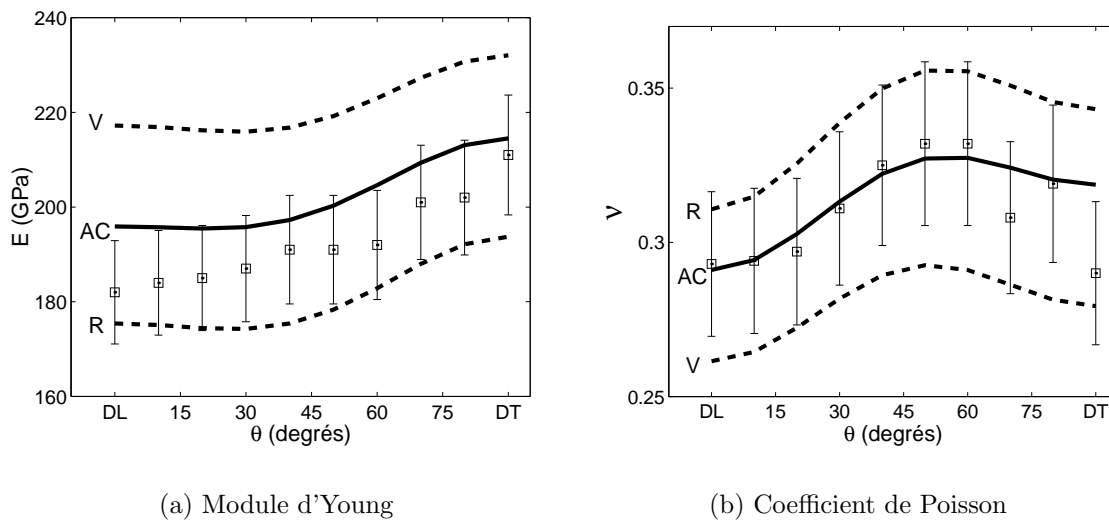 240
220
200
180
160
E (GPa)
V
AC
R
DL 15 30 45 60 75 DT
θ (degrés)
(a) Module d'Young
0.35
0.3
0.25
ν
R
AC
V
DL 15 30 45 60 75 DT
θ (degrés)
(b) Coefficient de Poisson